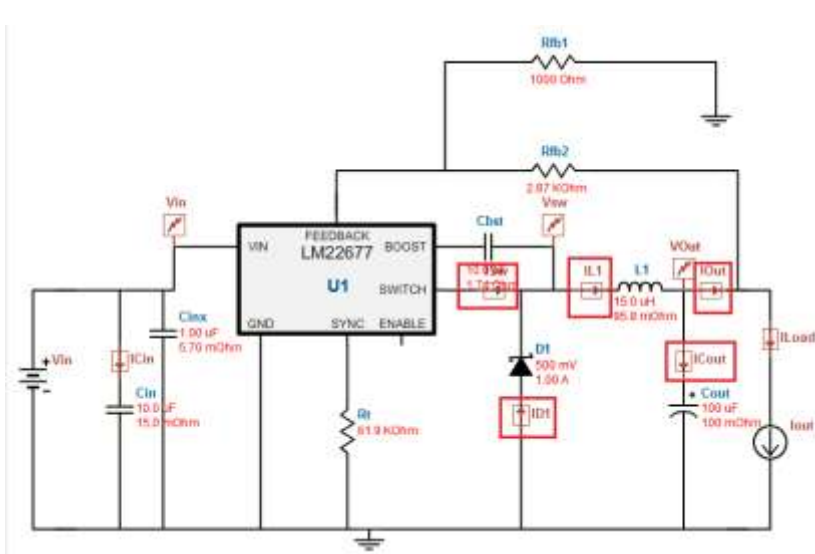 Rfb1
1000 Ohm
Rfb2
2.87 KOhm
Vin
Vsw
Cbst
FEEDBACK
LM22677
VIN
BOOST
VOut
U1
IL1
L1
IOut
SWITCH
15.0 uH
95.8 mOhm
Cinx
1.00 uF
5.70 mOhm
GND
SYNC
ENABLE
ILoad
+Vin
-
ICin
D1
500 mV
1.00 A
ICout
Cin
10.0 uF
15.0 mOhm
Rt
61.9 KOhm
ID1
+
Cout
100 uF
100 mOhm
Iout